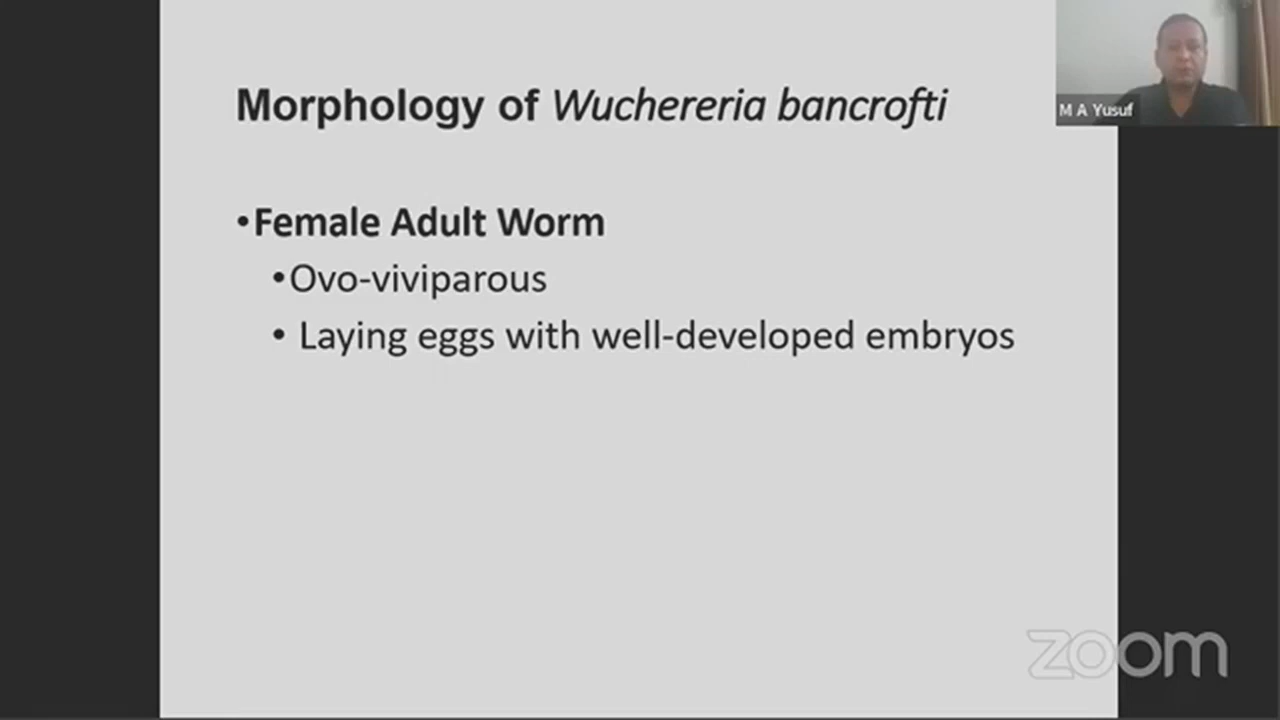 Morphology of Wuchereria bancrofti
M A Yusuf
•Female Adult Worm
•Ovo-viviparous
• Laying eggs with well-developed embryos
zoom